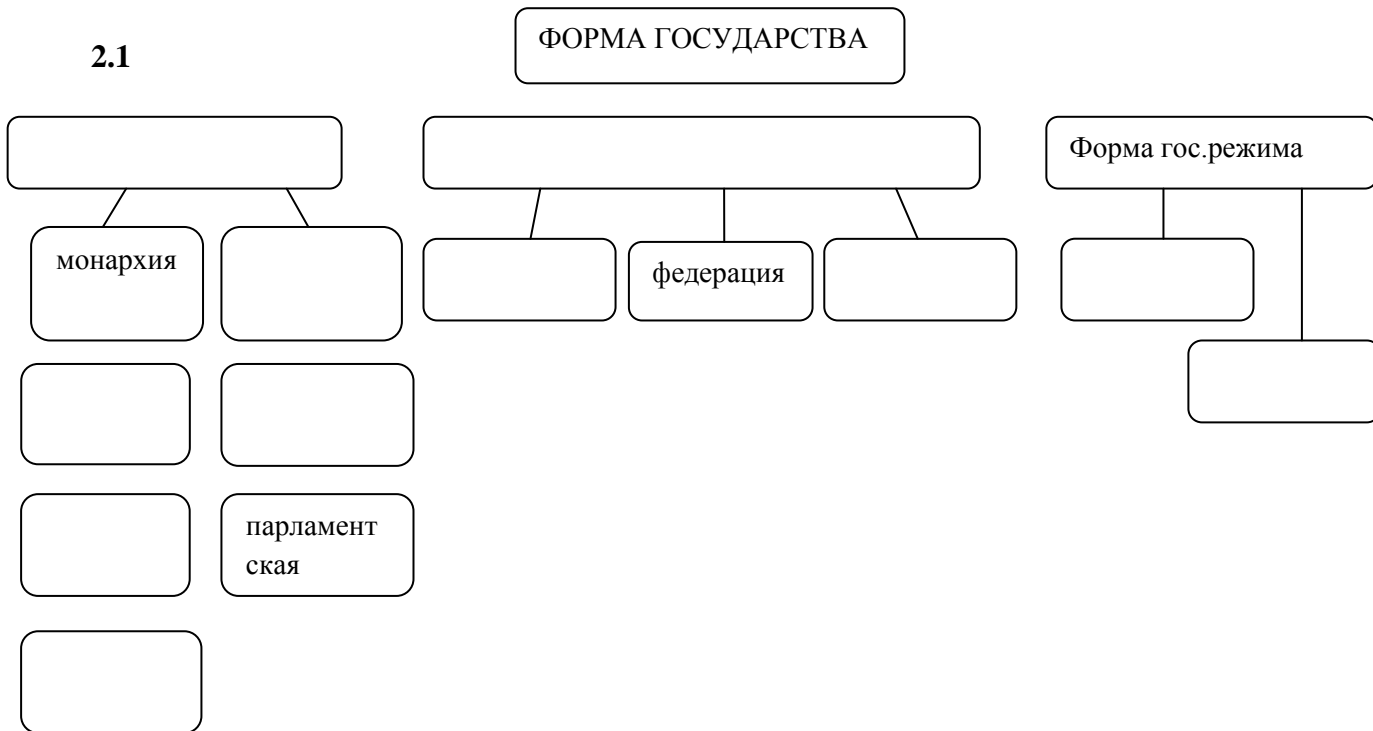 ФОРМА ГОСУДАРСТВА
2.1
Форма гос.режима
монархия
федерация
парламент
ская